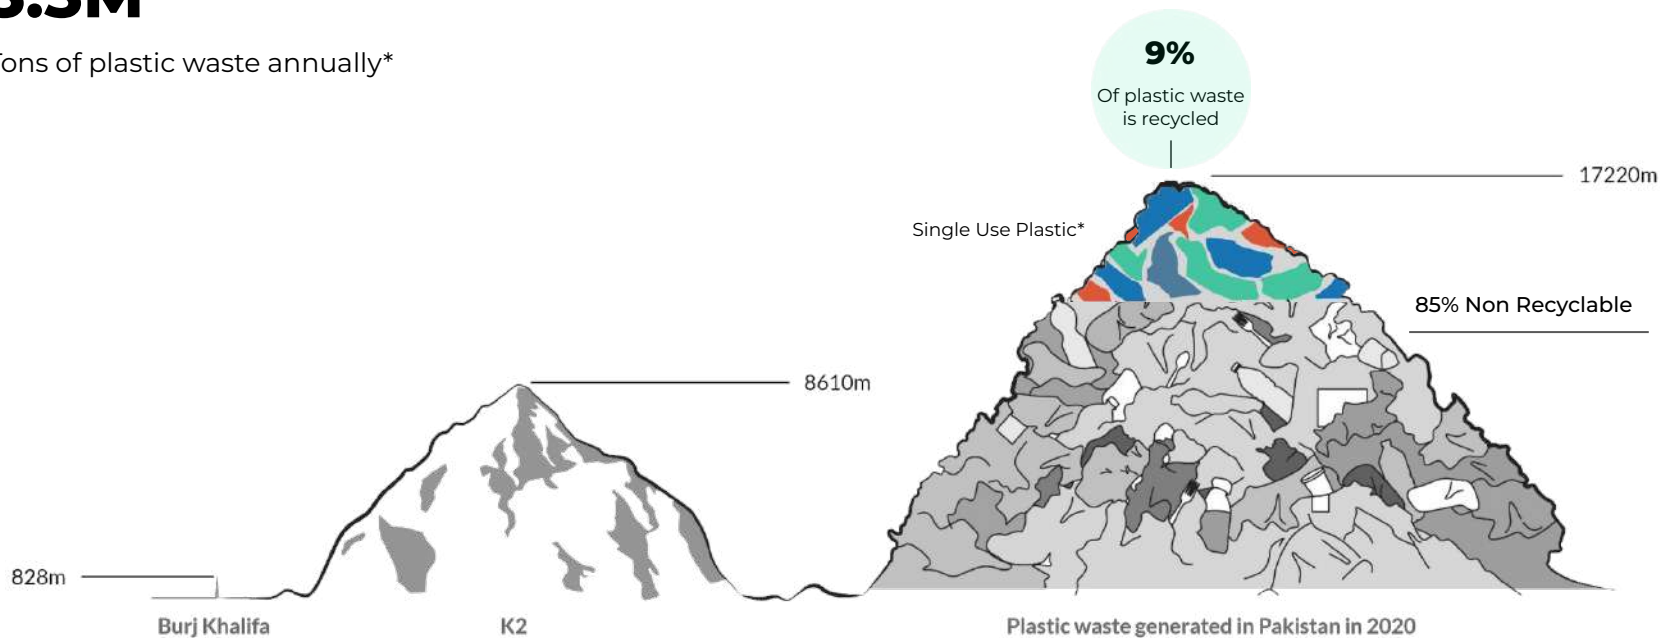 Tons of plastic waste annually*
9%
Of plastic waste
is recycled
17220m
Single Use Plastic*
85% Non Recyclable
8610m
828m
Burj Khalifa
K2
Plastic waste generated in Pakistan in 2020